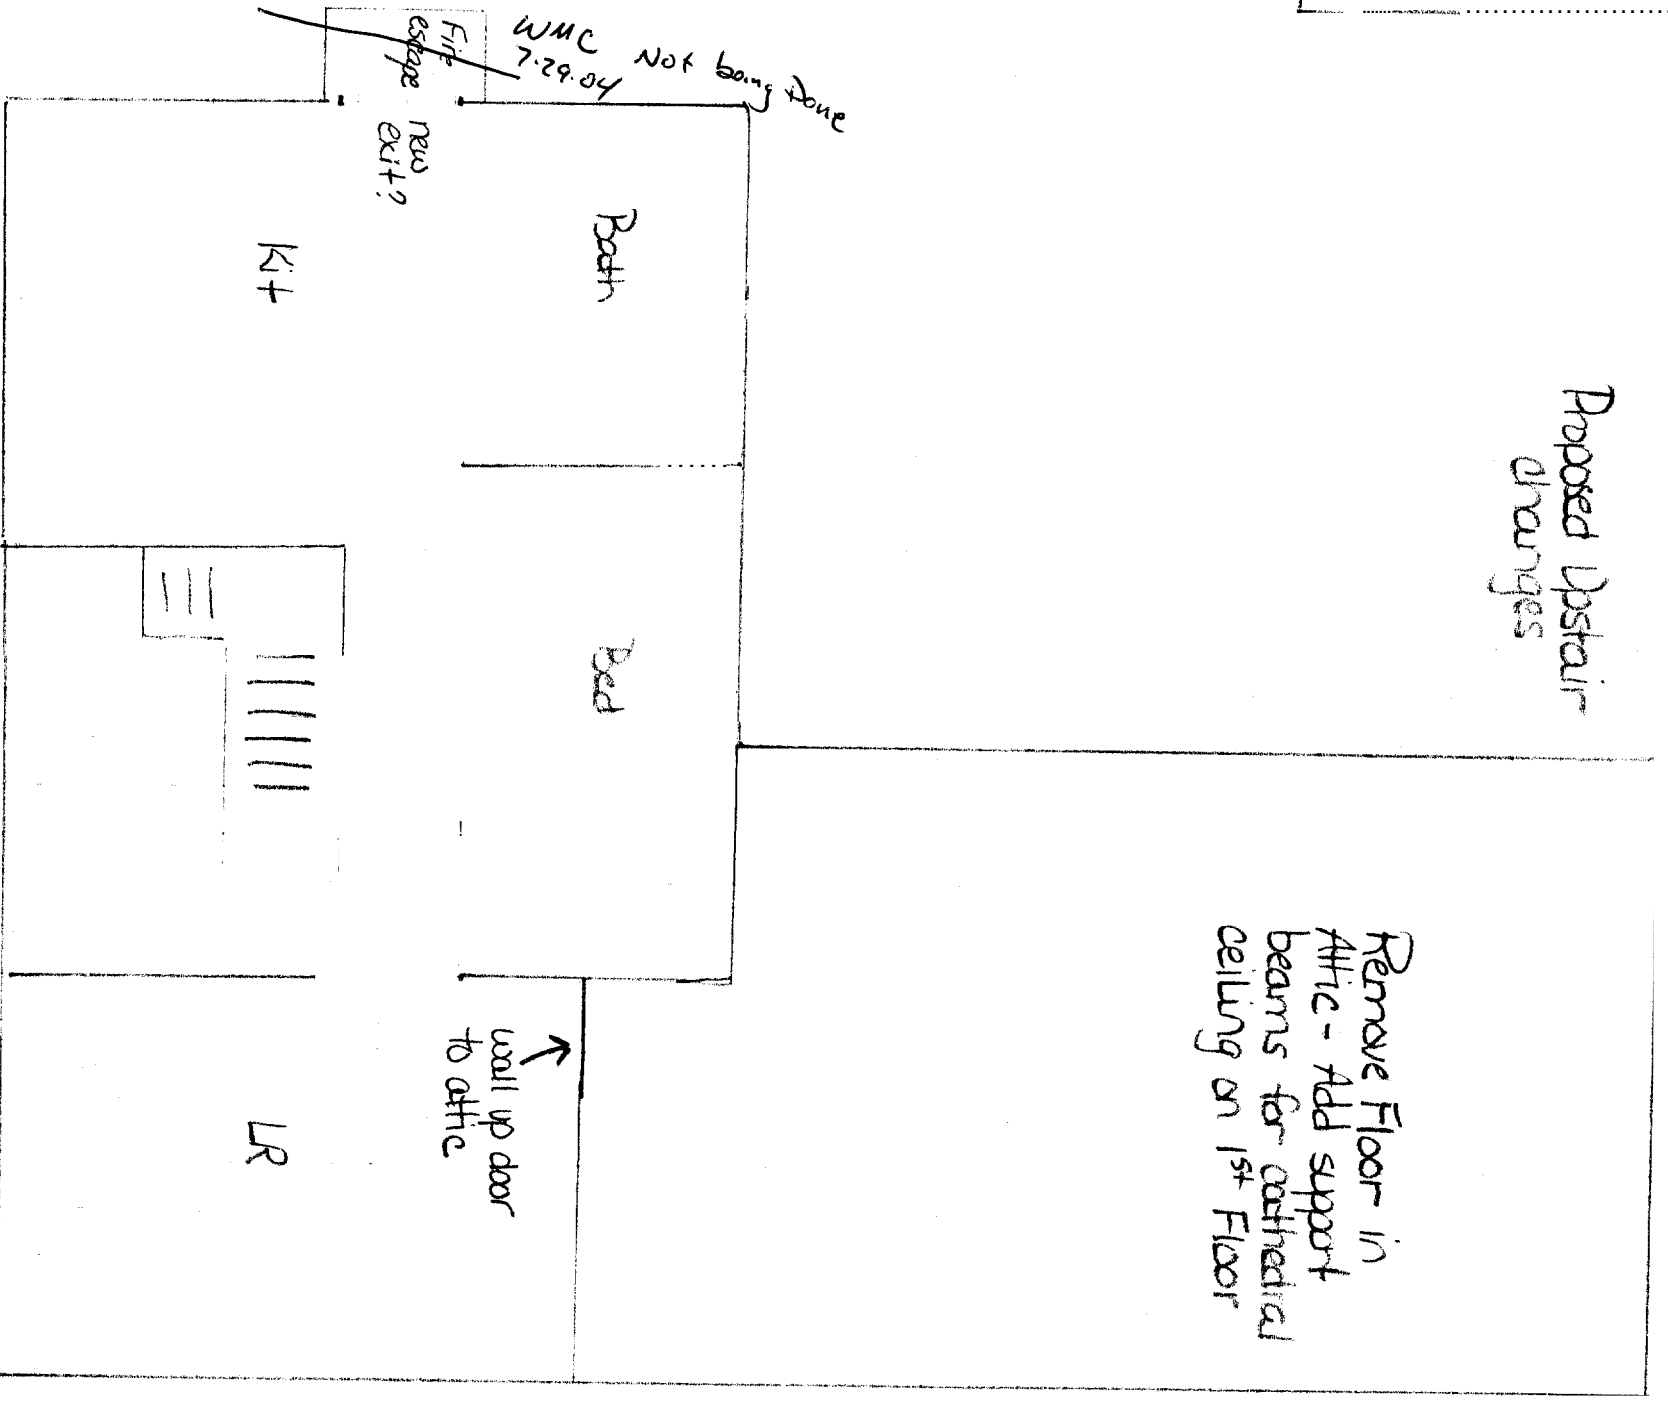 Proposed Upstair
changes
Remove Floor in
Attic - Add support
beams for cathedral
ceiling on 1st Floor
WMC Not being Done
7.29.04
Fire
escape
new
exit?
Bath
Kit
Bed
wall up door
to attic
LR